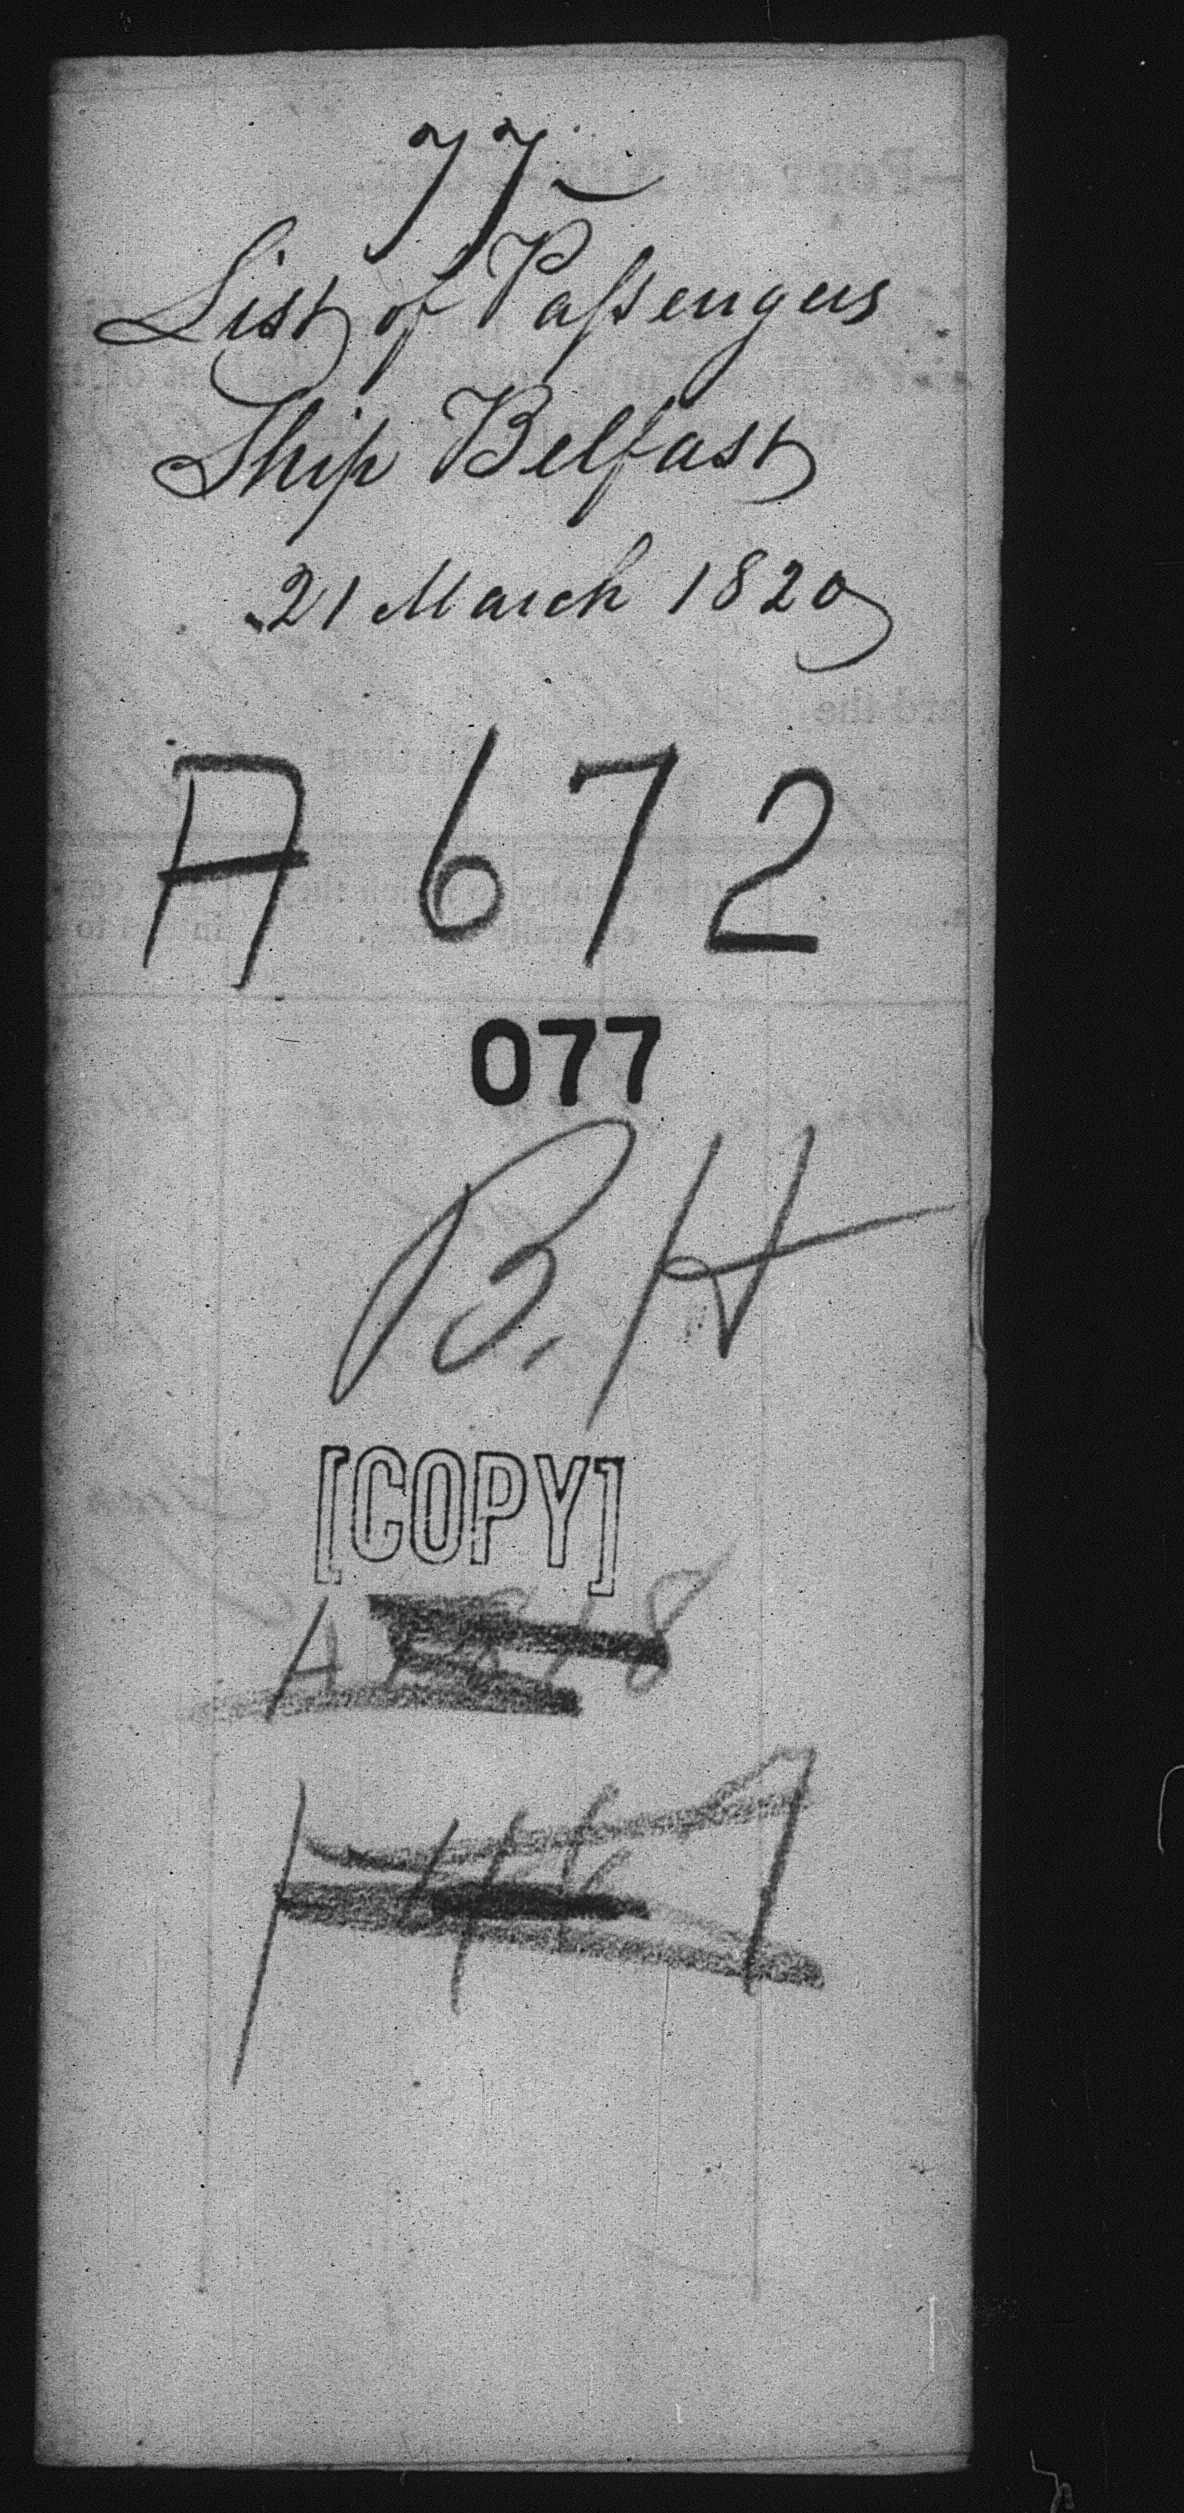 77
List of Passengers
Ship Belfast
21 March 1820
A 672
077
B. H
[COPY]